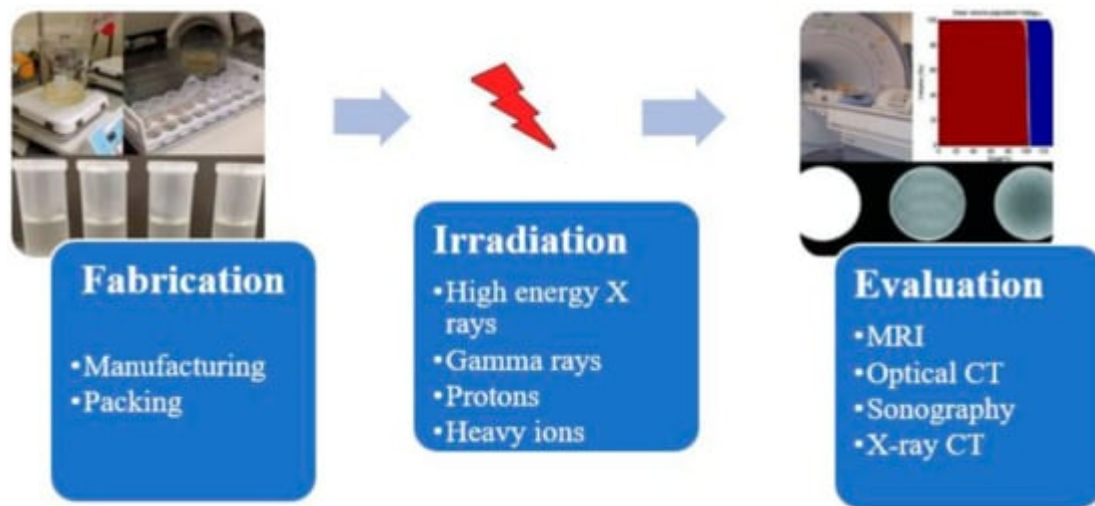 Fabrication
•Manufacturing
•Packing
Irradiation
•High energy X
rays
•Gamma rays
•Protons
•Heavy ions
Evaluation
•MRI
•Optical CT
•Sonography
•X-ray CT